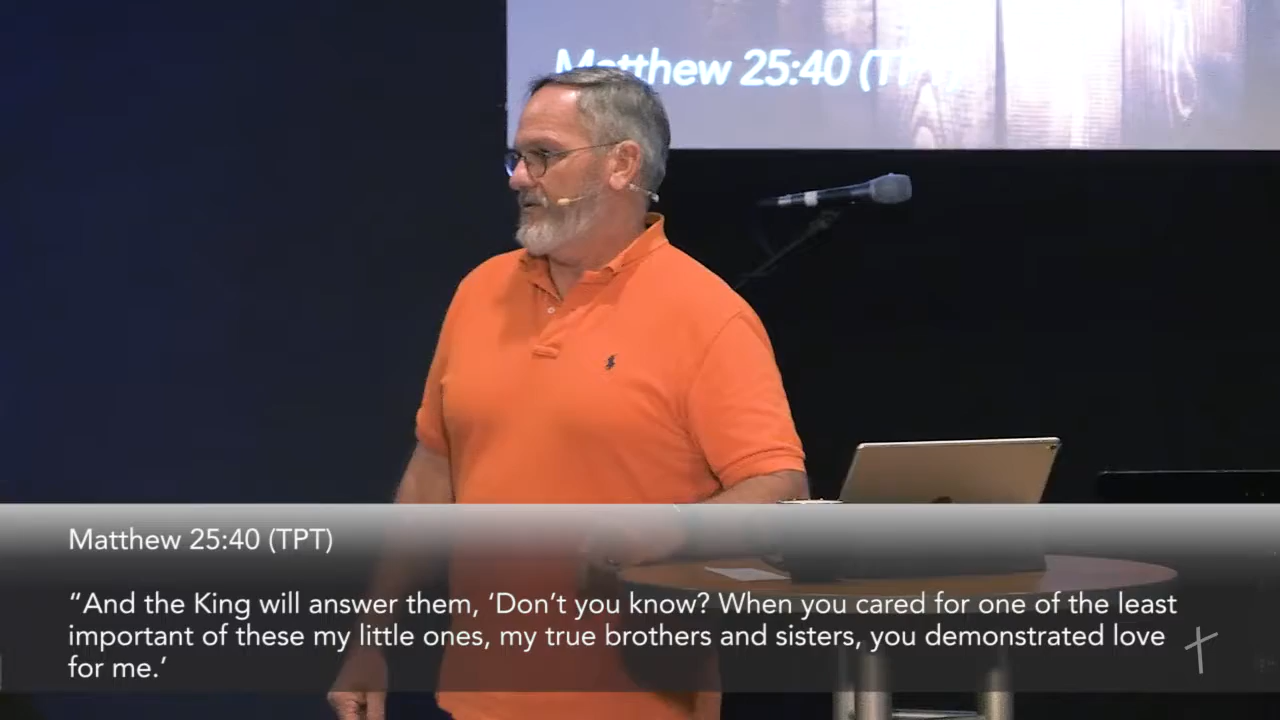 Matthew 25:40 (TPT)
Matthew 25:40 (TPT)
“And the King will answer them, ‘Don’t you know? When you cared for one of the least
important of these my little ones, my true brothers and sisters, you demonstrated love
for me.’